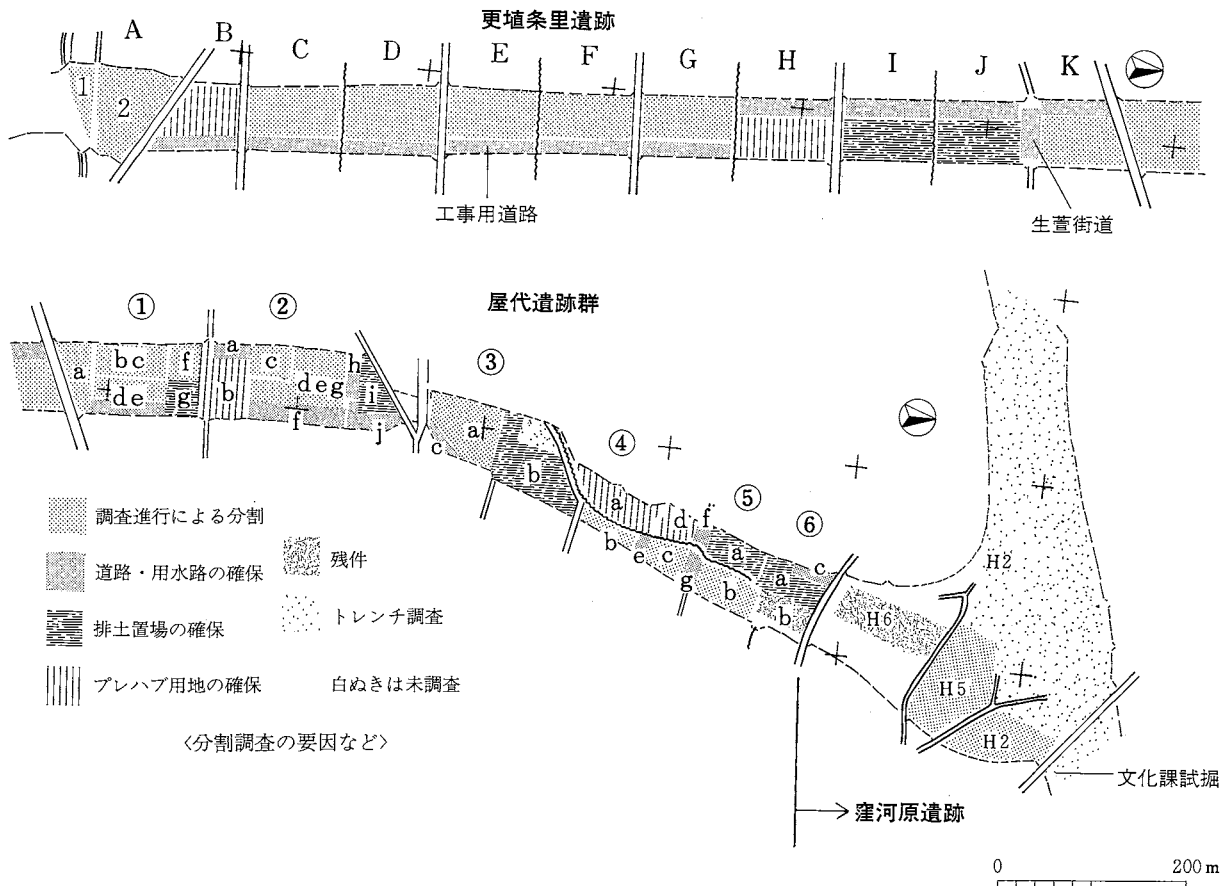 更埴条里遺跡
A B C D E F G H I J K
1
2
工事用道路
生萱街道
屋代遺跡群
① ② ③ ④ ⑤ ⑥
a bc f a c h
de g b deg i
f j
a c b
a d f
b e c g
a b
a c b
H2
H6
H5
H2
調査進行による分割
道路・用水路の確保
残件
排土置場の確保
トレンチ調査
プレハブ用地の確保
白ぬきは未調査
〈分割調査の要因など〉
文化課試掘
窪河原遺跡
0 200m